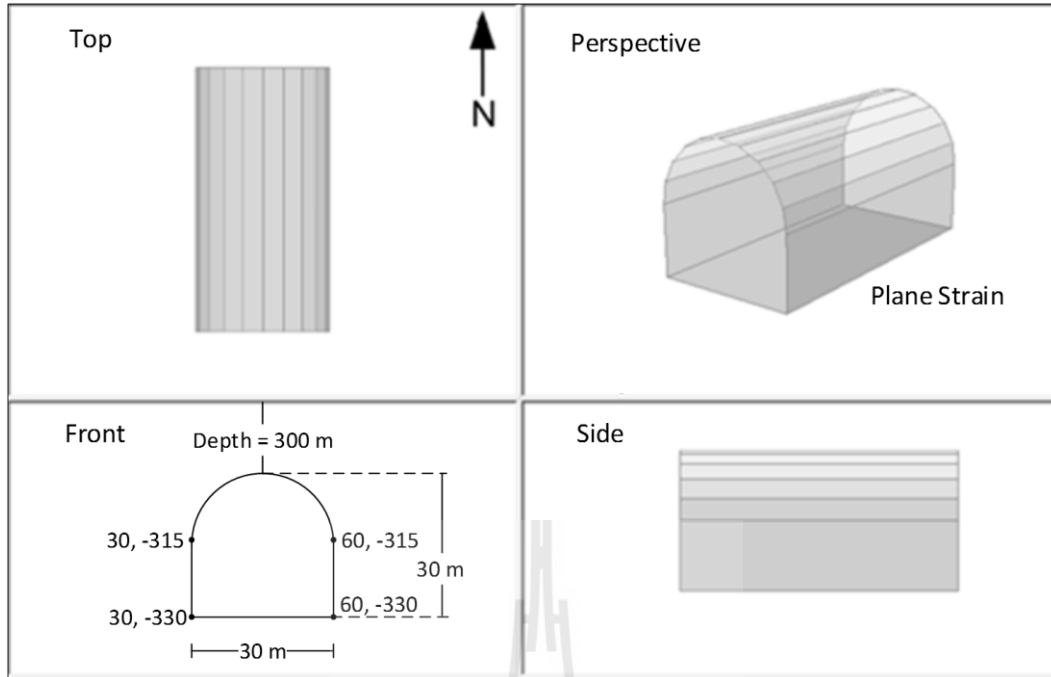 Top
N
Perspective
Plane Strain
Front
Depth = 300 m
30, -315
60, -315
30 m
30, -330
60, -330
30 m
Side